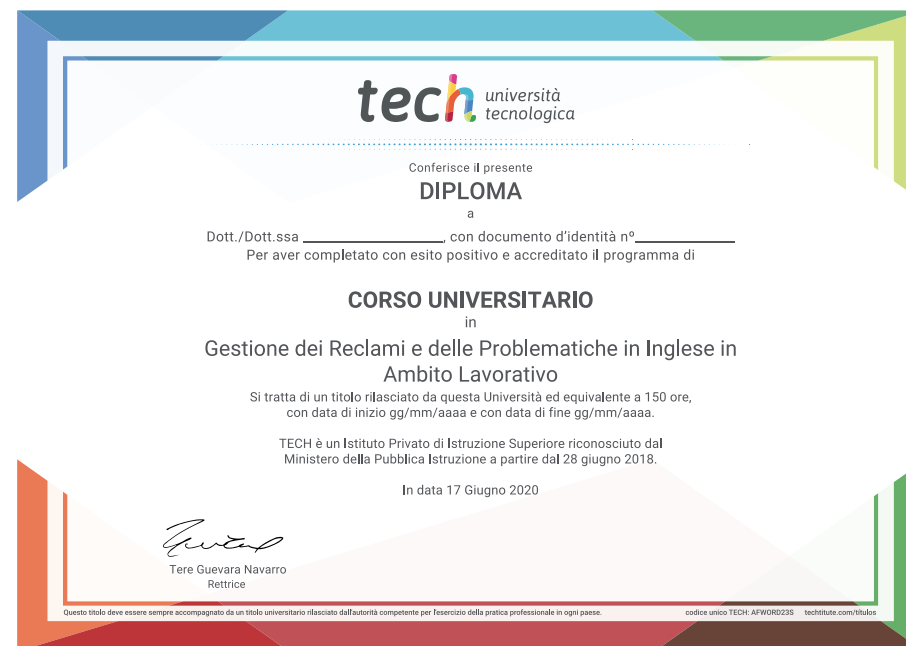 tech università
tecnologica
Conferisce il presente
DIPLOMA
a
Dott./Dott.ssa ____________________, con documento d'identità nº______________
Per aver completato con esito positivo e accreditato il programma di
CORSO UNIVERSITARIO
in
Gestione dei Reclami e delle Problematiche in Inglese in
Ambito Lavorativo
Si tratta di un titolo rilasciato da questa Università ed equivalente a 150 ore,
con data di inizio gg/mm/aaaa e con data di fine gg/mm/aaaa.
TECH è un Istituto Privato di Istruzione Superiore riconosciuto dal
Ministero della Pubblica Istruzione a partire dal 28 giugno 2018.
In data 17 Giugno 2020
Tere Guevara Navarro
Rettrice
Questo titolo deve essere sempre accompagnato da un titolo universitario rilasciato dall'autorità competente per l'esercizio della pratica professionale in ogni paese. codice unico TECH: AFWORD23S techtitute.com/títulos